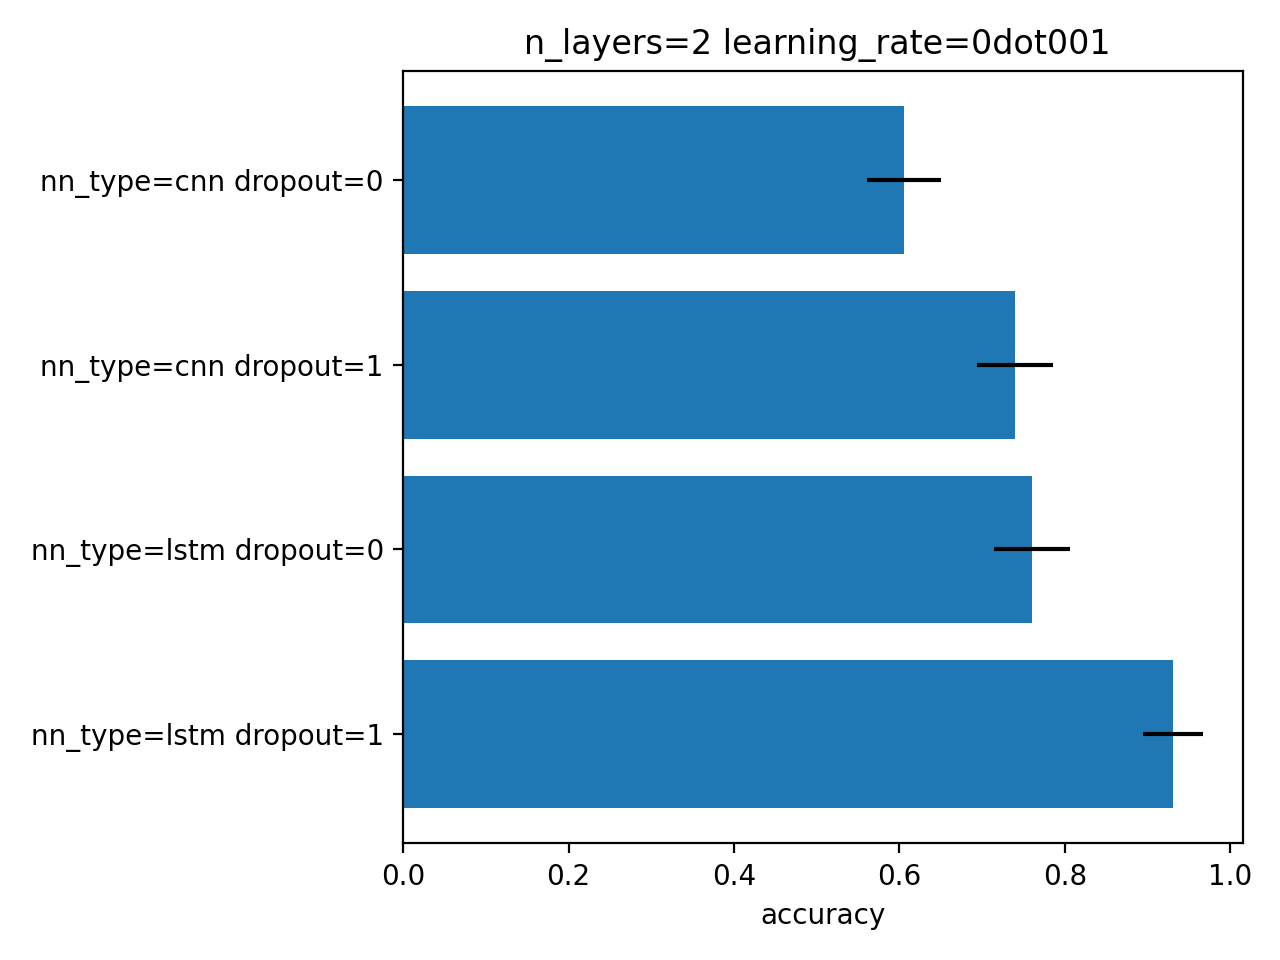 n_layers=2 learning_rate=0dot001
nn_type=cnn dropout=0
nn_type=cnn dropout=1
nn_type=lstm dropout=0
nn_type=lstm dropout=1
0.0 0.2 0.4 0.6 0.8 1.0
accuracy